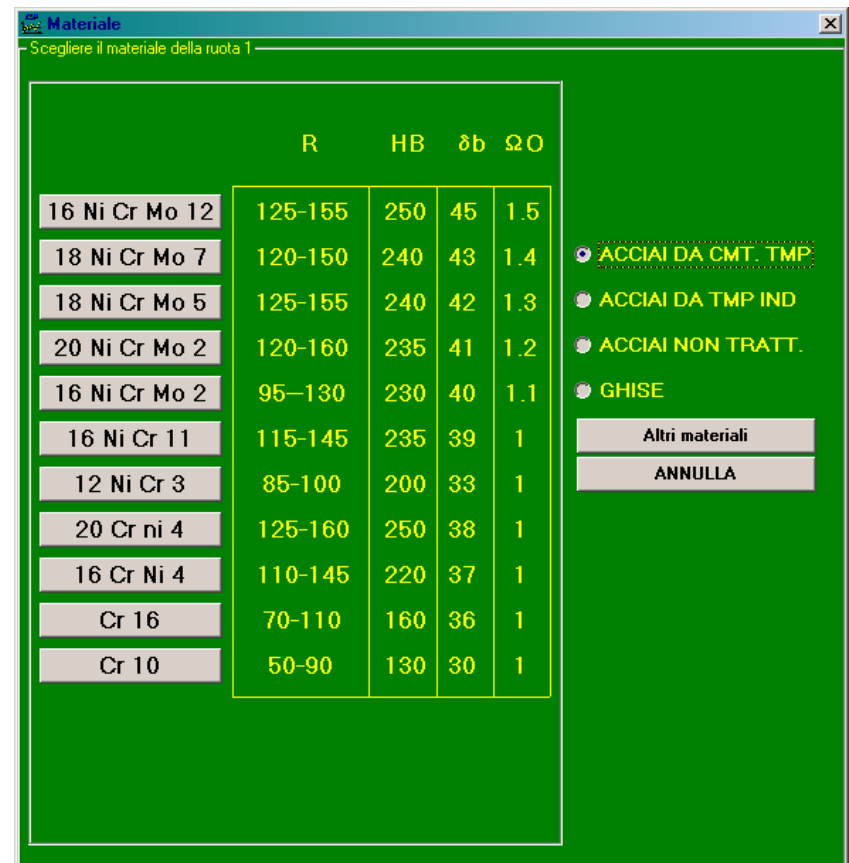 Materiale
Scegliere il materiale della ruota 1
R HB δb ΩO
16 Ni Cr Mo 12 125-155 250 45 1.5
18 Ni Cr Mo 7 120-150 240 43 1.4 ACCIAI DA CMT. TMP
18 Ni Cr Mo 5 125-155 240 42 1.3 ACCIAI DA TMP IND
20 Ni Cr Mo 2 120-160 235 41 1.2 ACCIAI NON TRATT.
16 Ni Cr Mo 2 95—130 230 40 1.1 GHISE
16 Ni Cr 11 115-145 235 39 1 Altri materiali
12 Ni Cr 3 85-100 200 33 1 ANNULLA
20 Cr ni 4 125-160 250 38 1
16 Cr Ni 4 110-145 220 37 1
Cr 16 70-110 160 36 1
Cr 10 50-90 130 30 1